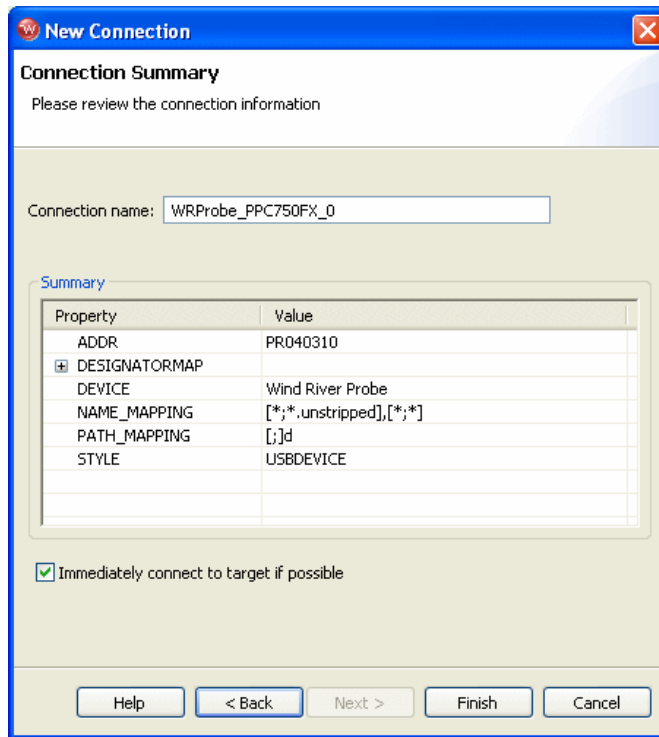 New Connection
Connection Summary
Please review the connection information
Connection name: WRProbe_PPC750FX_0
Summary
Property Value
ADDR PR040310
DESIGNATORMAP
DEVICE Wind River Probe
NAME_MAPPING [*;*.unstripped],[*;*]
PATH_MAPPING [;]d
STYLE USBDEVICE
Immediately connect to target if possible
Help < Back Next > Finish Cancel